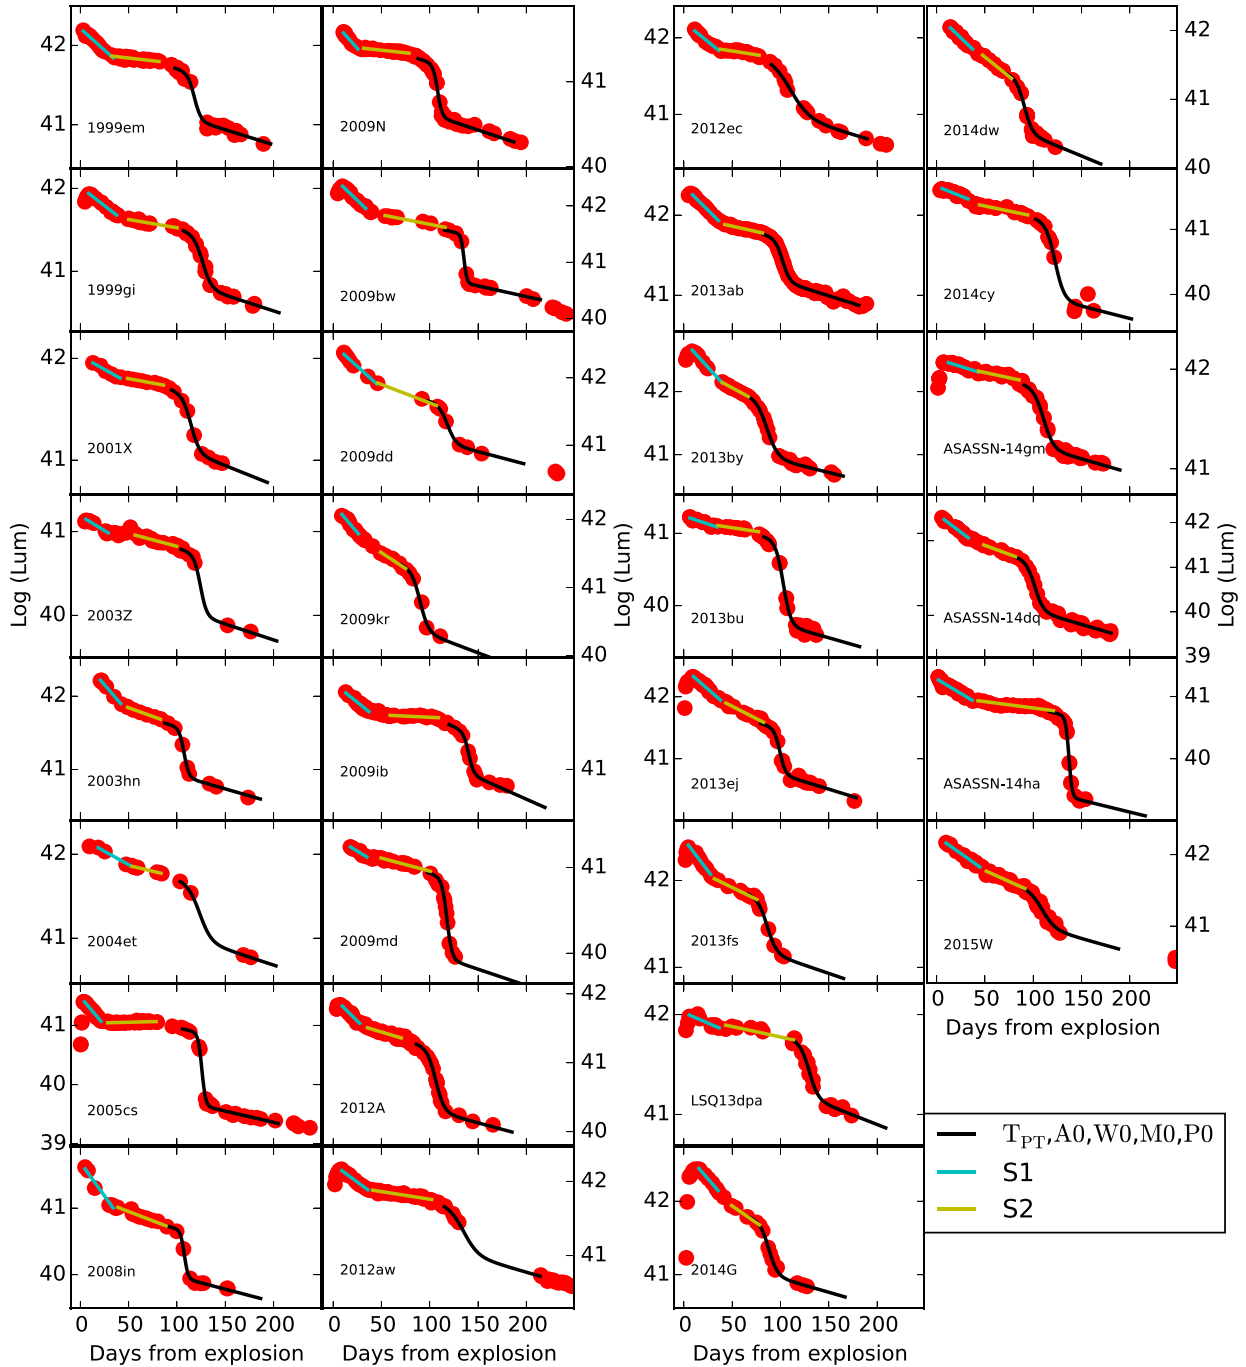 42
41
1999em
42
41
1999gi
42
41
2001X
41
40
2003Z
42
41
2003hn
42
41
2004et
41
40
39
2005cs
41
40
2008in
0 50 100 150 200
Days from explosion
Log (Lum)
41
40
2009N
42
41
40
2009bw
42
41
2009dd
42
41
40
2009kr
41
2009ib
41
40
2009md
42
41
40
2012A
42
41
2012aw
0 50 100 150 200
Days from explosion
42
41
2012ec
42
41
2013ab
42
41
2013by
41
40
2013bu
42
41
2013ej
42
41
2013fs
42
41
LSQ13dpa
42
41
2014G
0 50 100 150 200
Days from explosion
Log (Lum)
42
41
40
2014dw
41
40
2014cy
42
41
ASASSN-14gm
42
41
40
39
ASASSN-14dq
41
40
ASASSN-14ha
42
41
2015W
0 50 100 150 200
Days from explosion
Log (Lum)
T_PT,A0,W0,M0,P0
S1
S2